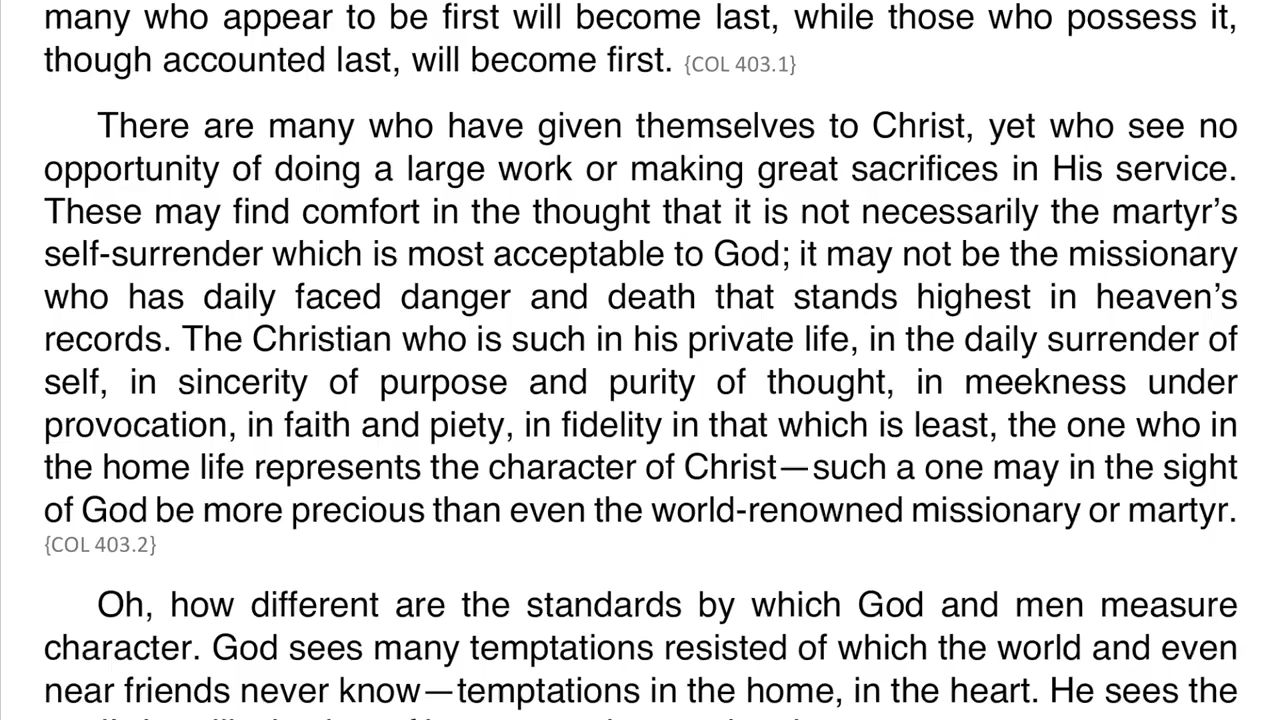 many who appear to be first will become last, while those who possess it,
though accounted last, will become first. {COL 403.1}
There are many who have given themselves to Christ, yet who see no
opportunity of doing a large work or making great sacrifices in His service.
These may find comfort in the thought that it is not necessarily the martyr’s
self-surrender which is most acceptable to God; it may not be the missionary
who has daily faced danger and death that stands highest in heaven’s
records. The Christian who is such in his private life, in the daily surrender of
self, in sincerity of purpose and purity of thought, in meekness under
provocation, in faith and piety, in fidelity in that which is least, the one who in
the home life represents the character of Christ—such a one may in the sight
of God be more precious than even the world-renowned missionary or martyr.
{COL 403.2}
Oh, how different are the standards by which God and men measure
character. God sees many temptations resisted of which the world and even
near friends never know—temptations in the home, in the heart. He sees the